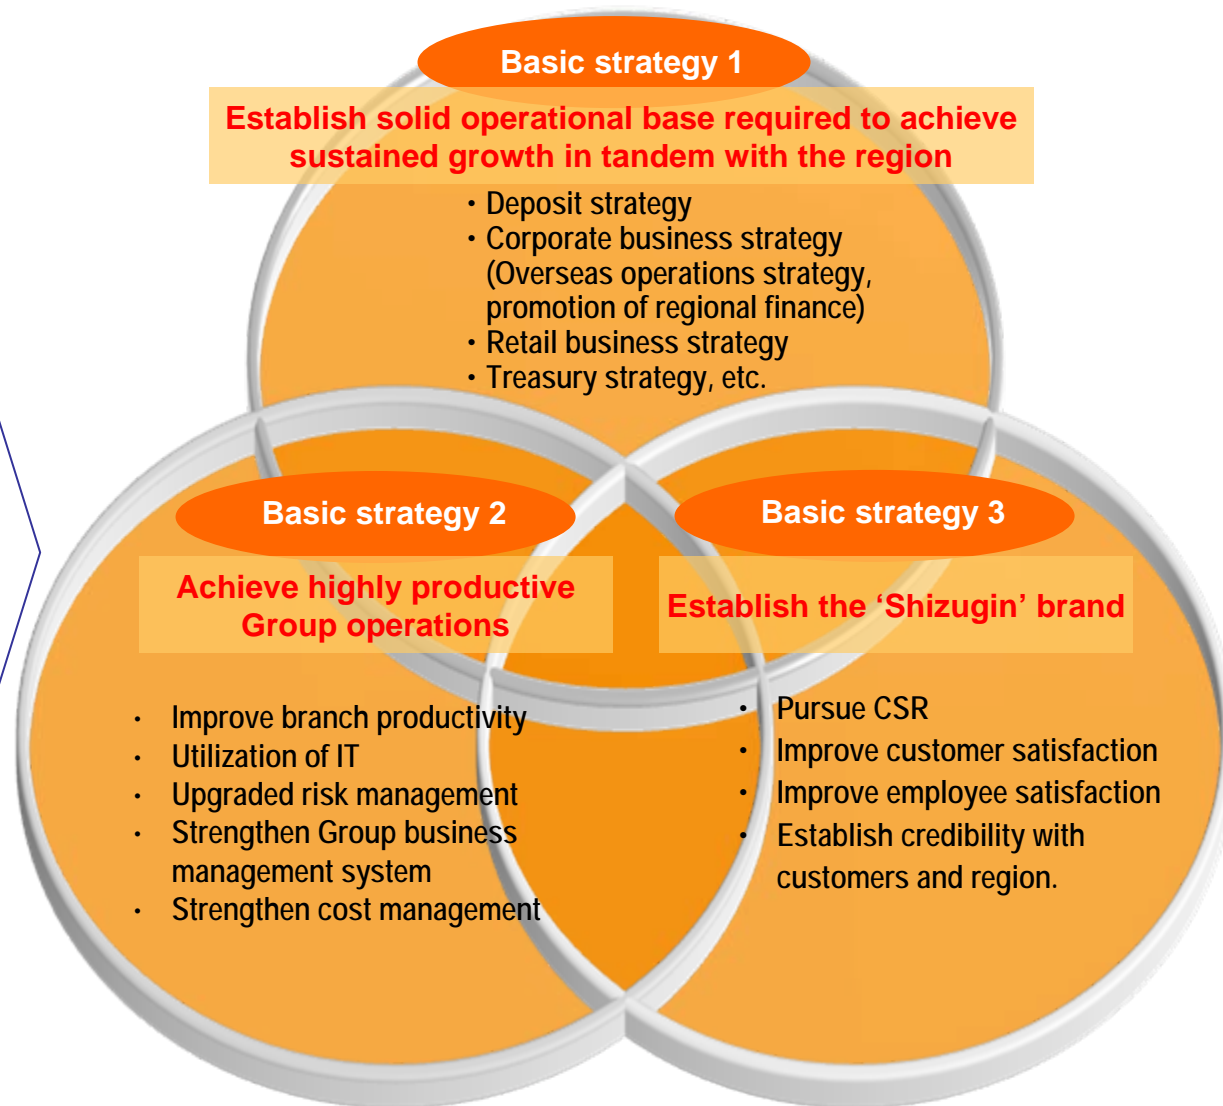 Basic strategy 1
Establish solid operational base required to achieve
sustained growth in tandem with the region
・Deposit strategy
・Corporate business strategy
(Overseas operations strategy,
promotion of regional finance)
・Retail business strategy
・Treasury strategy, etc.
Basic strategy 2
Achieve highly productive
Group operations
・ Improve branch productivity
・ Utilization of IT
・ Upgraded risk management
・ Strengthen Group business
management system
・ Strengthen cost management
Basic strategy 3
Establish the ‘Shizugin’ brand
・ Pursue CSR
・ Improve customer satisfaction
・ Improve employee satisfaction
・ Establish credibility with
customers and region.